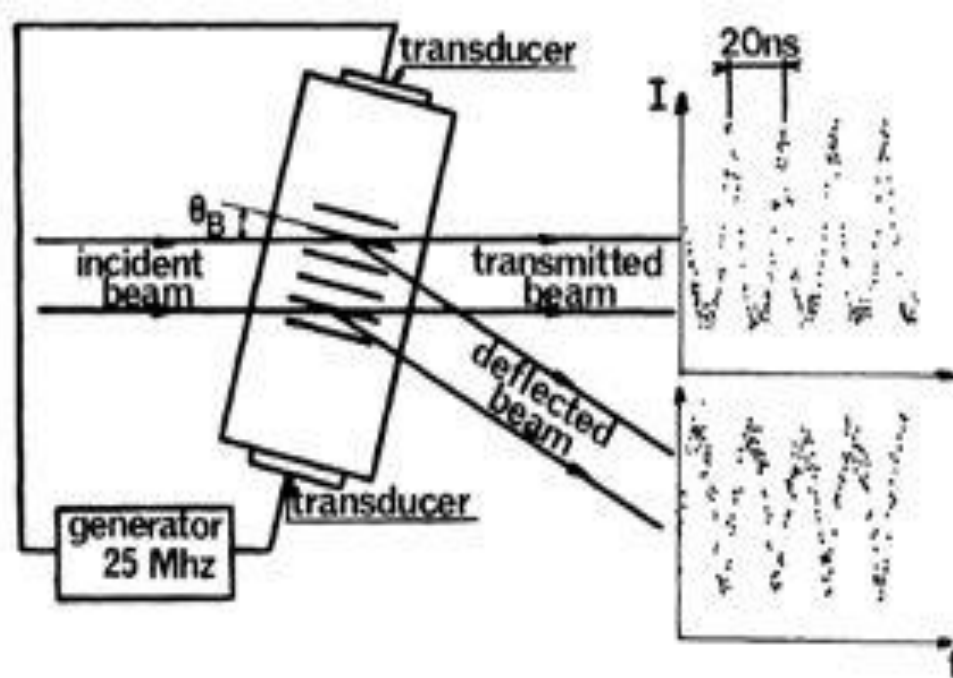 transducer
20ns
I
θB
incident
beam
transmitted
beam
deflected
beam
transducer
generator
25 Mhz
t